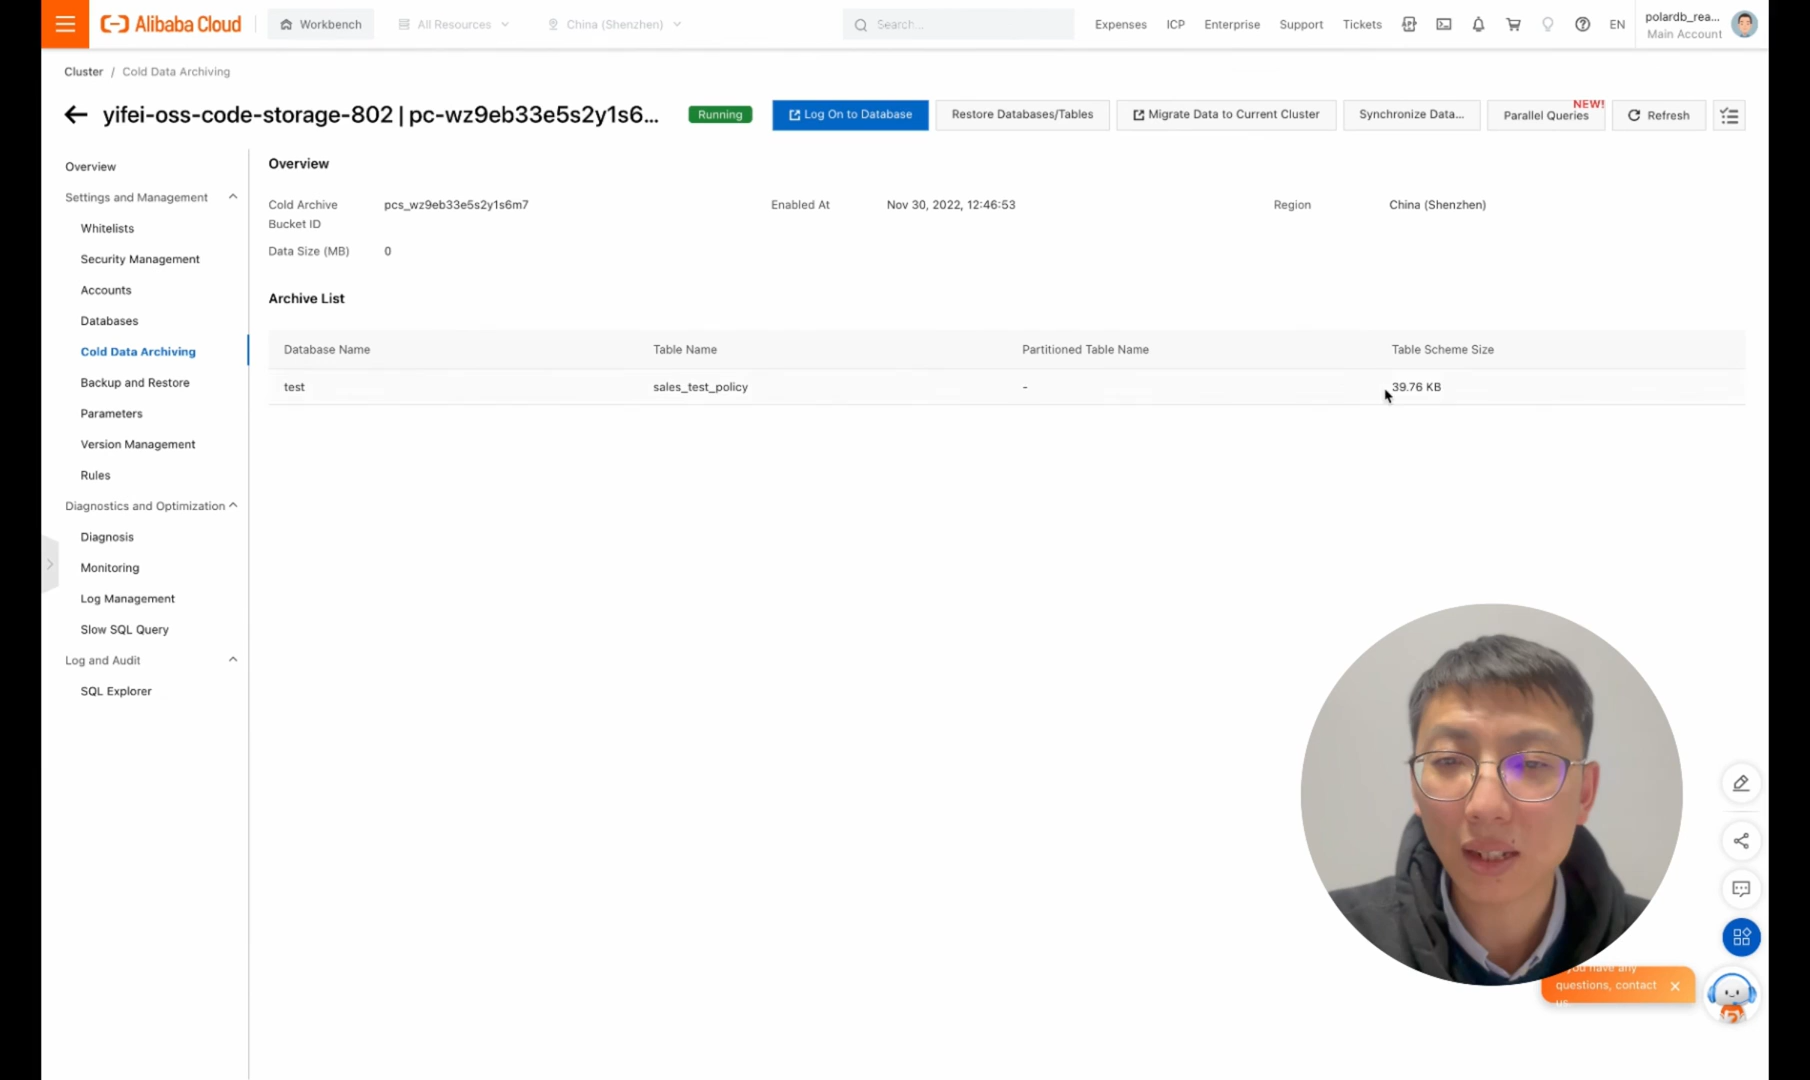 Alibaba Cloud
Workbench
All Resources
China (Shenzhen)
Search...
Expenses
ICP
Enterprise
Support
Tickets
EN
polardb_rea...
Main Account
Cluster / Cold Data Archiving
yifei-oss-code-storage-802 | pc-wz9eb33e5s2y1s6...
Running
Log On to Database
Restore Databases/Tables
Migrate Data to Current Cluster
Synchronize Data...
NEW!
Parallel Queries
Refresh
Overview
Settings and Management
Whitelists
Security Management
Accounts
Databases
Cold Data Archiving
Backup and Restore
Parameters
Version Management
Rules
Diagnostics and Optimization
Diagnosis
Monitoring
Log Management
Slow SQL Query
Log and Audit
SQL Explorer
Overview
Cold Archive
Bucket ID
pcs_wz9eb33e5s2y1s6m7
Enabled At
Nov 30, 2022, 12:46:53
Region
China (Shenzhen)
Data Size (MB)
0
Archive List
Database Name
Table Name
Partitioned Table Name
Table Scheme Size
test
sales_test_policy
-
39.76 KB
you have any
questions, contact
us